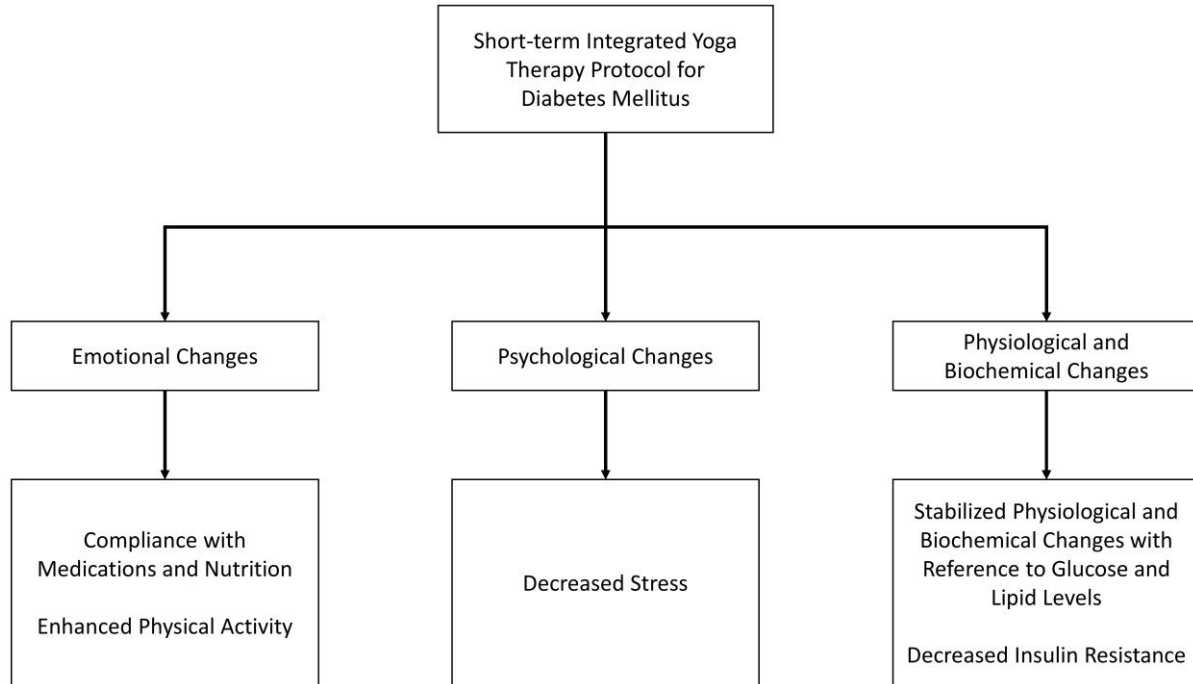 Short-term Integrated Yoga
Therapy Protocol for
Diabetes Mellitus
Emotional Changes
Psychological Changes
Physiological and
Biochemical Changes
Compliance with
Medications and Nutrition
Enhanced Physical Activity
Decreased Stress
Stabilized Physiological and
Biochemical Changes with
Reference to Glucose and
Lipid Levels
Decreased Insulin Resistance